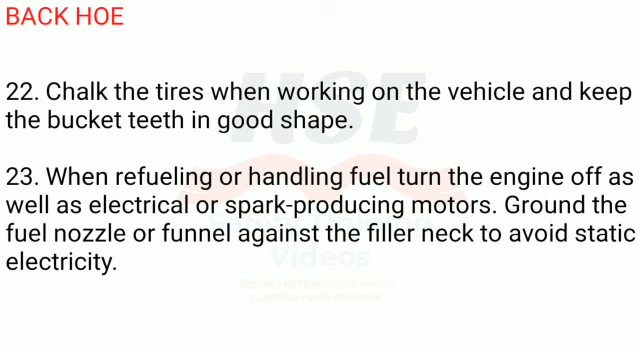 BACK HOE
22. Chalk the tires when working on the vehicle and keep
the bucket teeth in good shape.
23. When refueling or handling fuel turn the engine off as
well as electrical or spark-producing motors. Ground the
fuel nozzle or funnel against the filler neck to avoid static
electricity.
HSE
Videos